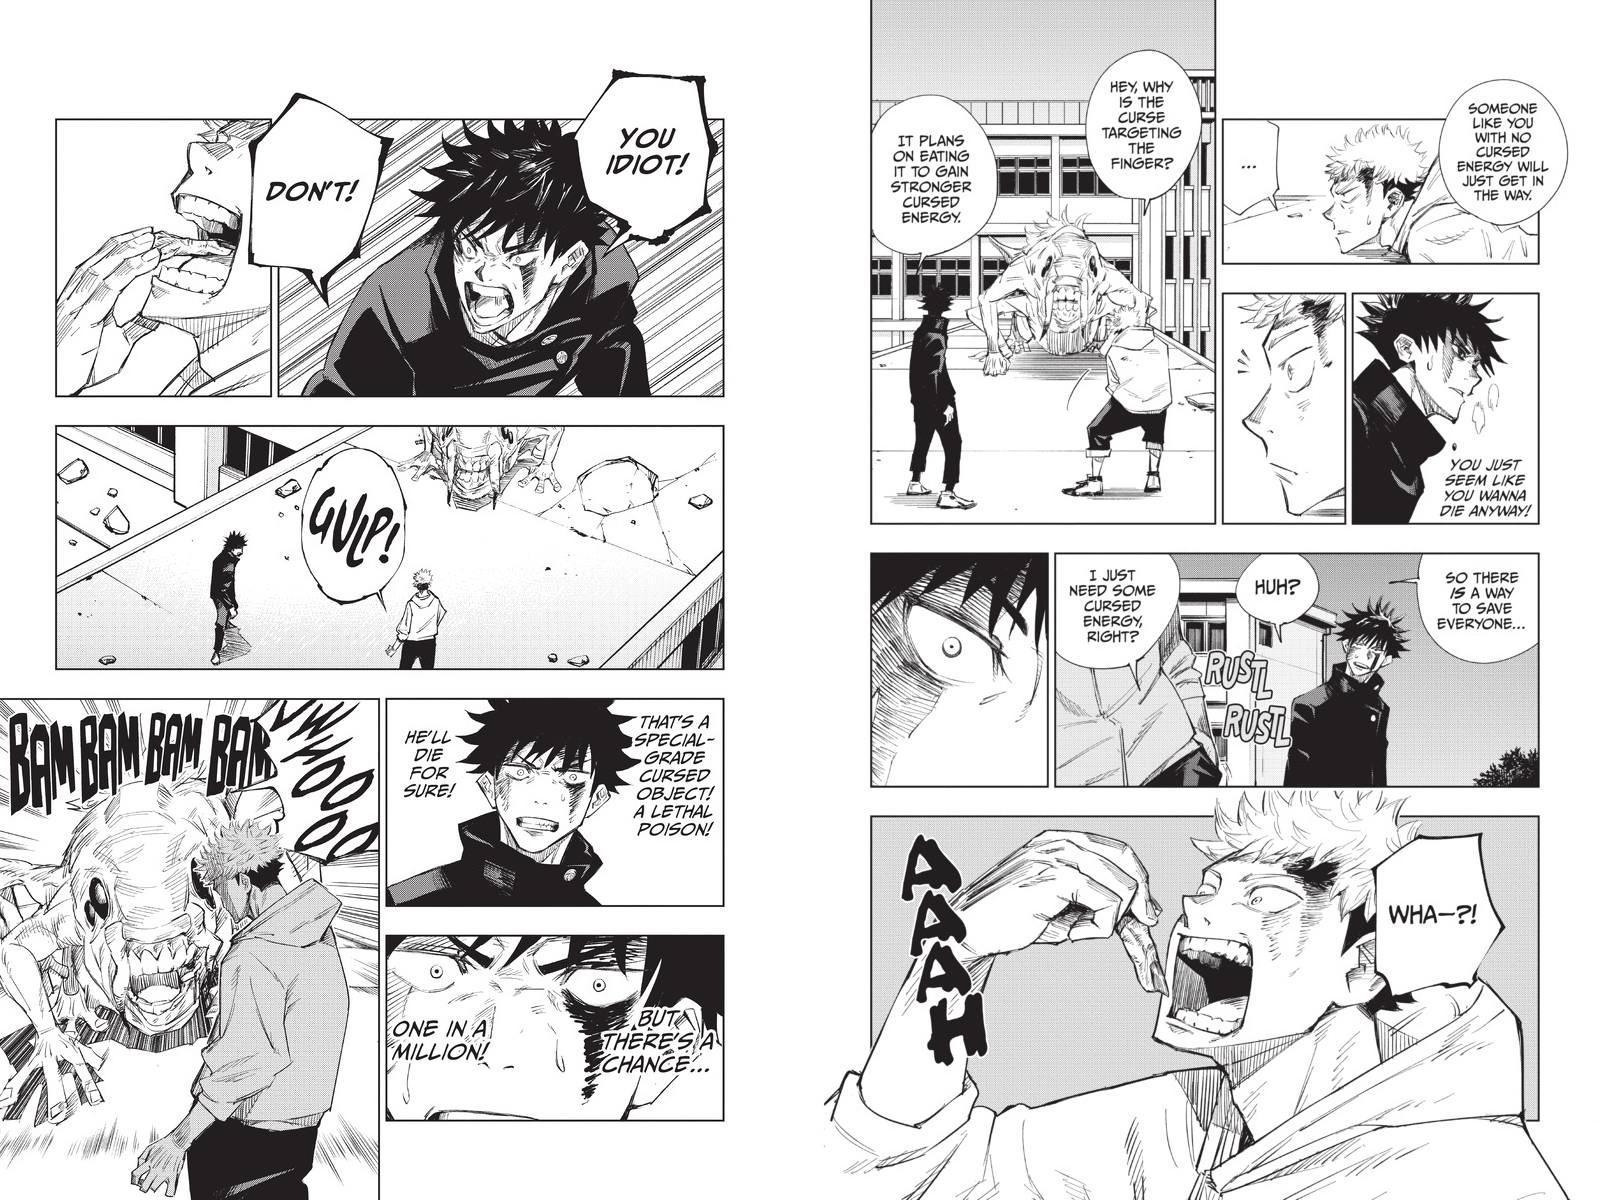 SOMEONE
LIKE YOU
WITH NO
CURSED
ENERGY WILL
JUST GET IN
THE WAY.
...
HEY, WHY
IS THE
CURSE
TARGETING
THE
FINGER?
IT PLANS
ON EATING
IT TO GAIN
STRONGER
CURSED
ENERGY.
YOU JUST
SEEM LIKE
YOU WANNA
DIE ANYWAY!
SO THERE
IS A WAY
TO SAVE
EVERYONE...
HUH?
RUSTL
RUSTL
I JUST
NEED SOME
CURSED
ENERGY,
RIGHT?
WHA—?!
AAAAH
YOU
IDIOT!
DON'T!
GULP!
THAT'S A
SPECIAL-
GRADE
CURSED
OBJECT!
A LETHAL
POISON!
HE'LL
DIE
FOR
SURE!
BUT
THERE'S A
CHANCE...
ONE IN A
MILLION!
VWHOOOOO
BAM BAM BAM BAM